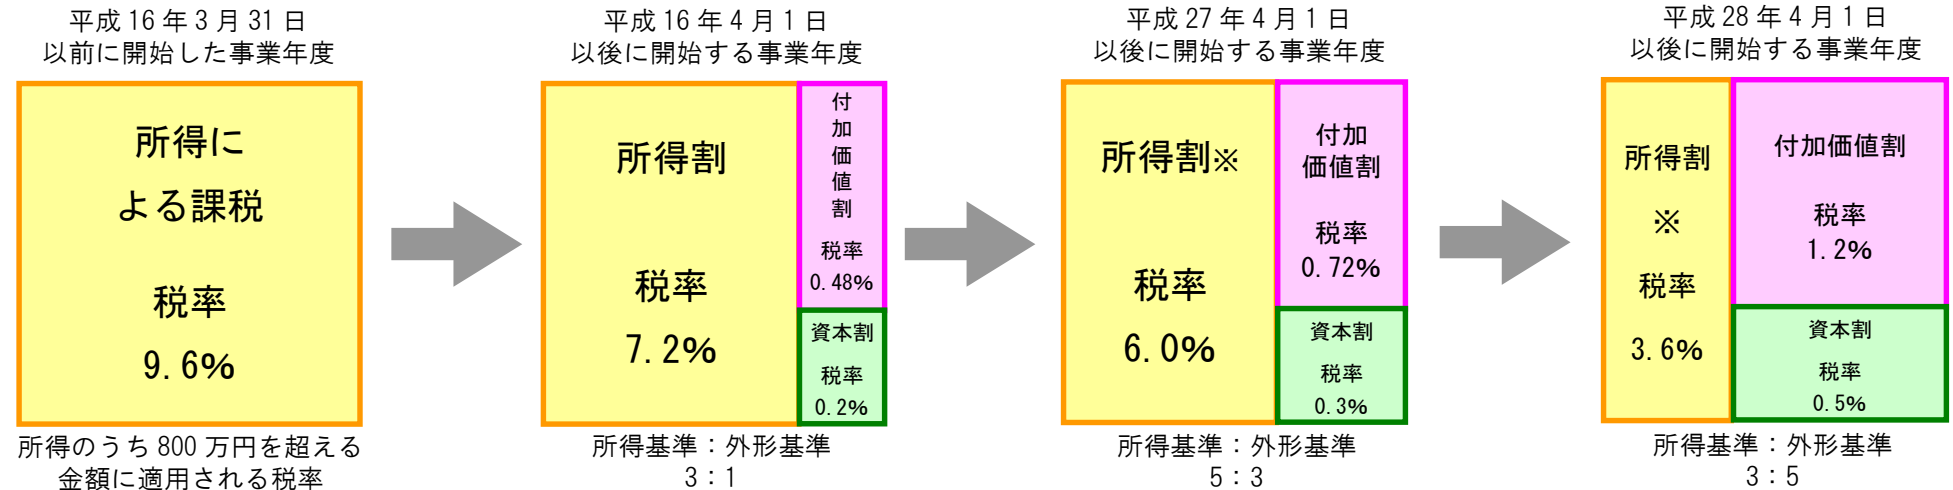 平成 16 年 3 月 31 日
以前に開始した事業年度
所得に
よる課税
税率
9.6%
所得のうち 800 万円を超える
金額に適用される税率
平成 16 年 4 月 1 日
以後に開始する事業年度
所得割
税率
7.2%
付
加
価
値
割
税率
0.48%
資本割
税率
0.2%
所得基準：外形基準
3：1
平成 27 年 4 月 1 日
以後に開始する事業年度
所得割※
税率
6.0%
付加
価値割
税率
0.72%
資本割
税率
0.3%
所得基準：外形基準
5：3
平成 28 年 4 月 1 日
以後に開始する事業年度
所得割
※
税率
3.6%
付加価値割
税率
1.2%
資本割
税率
0.5%
所得基準：外形基準
3：5